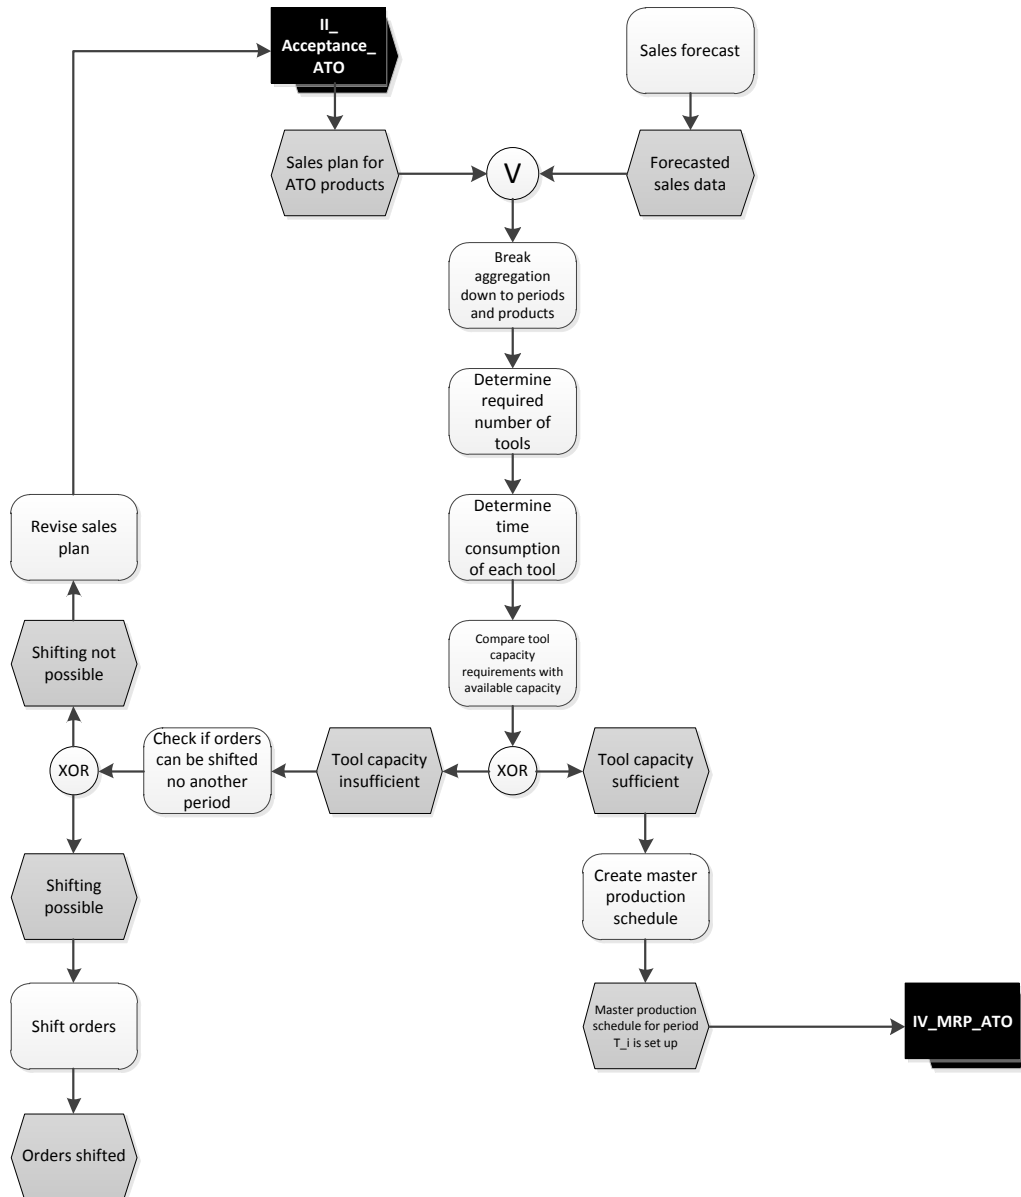 II_
Acceptance_
ATO
Sales forecast
Sales plan for
ATO products
V
Forecasted
sales data
Break
aggregation
down to periods
and products
Determine
required
number of
tools
Determine
time
consumption
of each tool
Revise sales
plan
Shifting not
possible
Compare tool
capacity
requirements with
available capacity
XOR
Check if orders
can be shifted
no another
period
Tool capacity
insufficient
XOR
Tool capacity
sufficient
Shifting
possible
Create master
production
schedule
Shift orders
Master production
schedule for period
T_i is set up
IV_MRP_ATO
Orders shifted